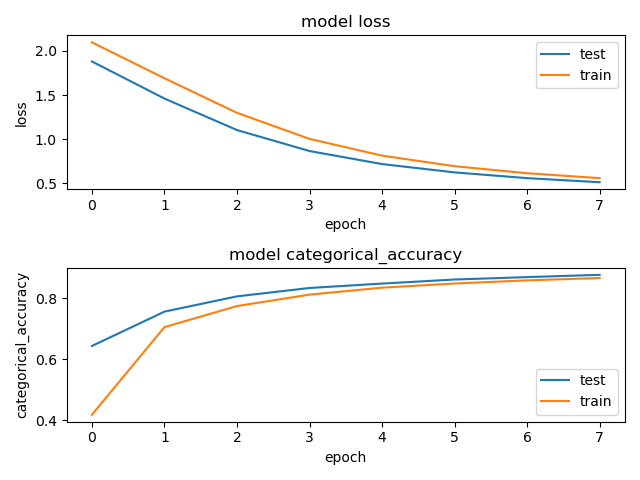 model loss
2.0
1.5
1.0
0.5
loss
test
train
0 1 2 3 4 5 6 7
epoch
model categorical_accuracy
0.8
0.6
0.4
categorical_accuracy
test
train
0 1 2 3 4 5 6 7
epoch